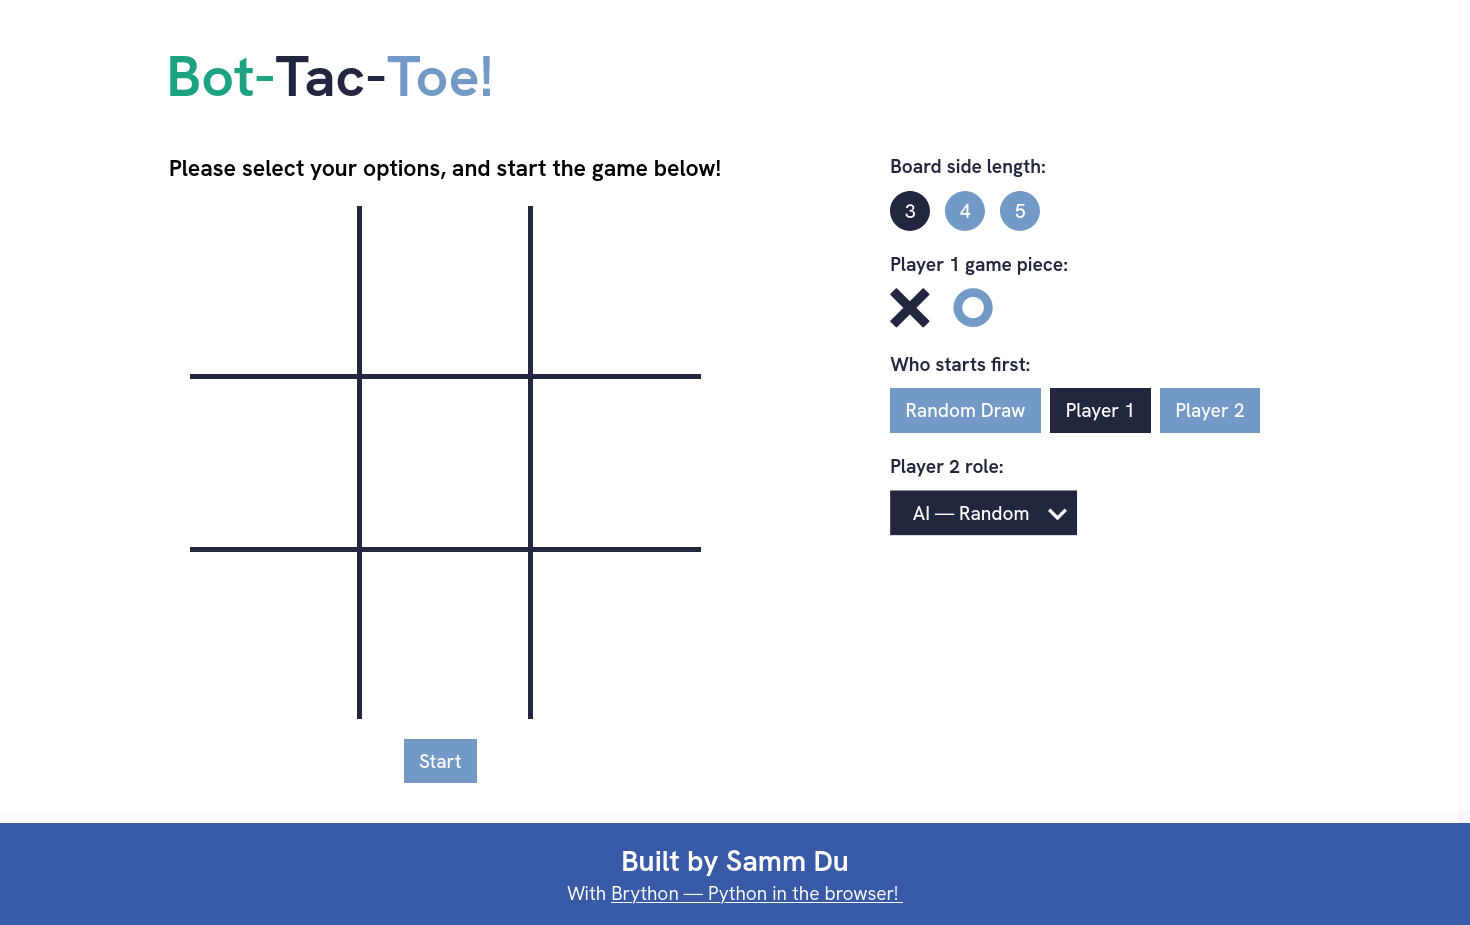 Bot-Tac-Toe!
Please select your options, and start the game below!
Board side length:
3 4 5
Player 1 game piece:
Who starts first:
Random Draw Player 1 Player 2
Player 2 role:
AI — Random
Start
Built by Samm Du
With Brython — Python in the browser!